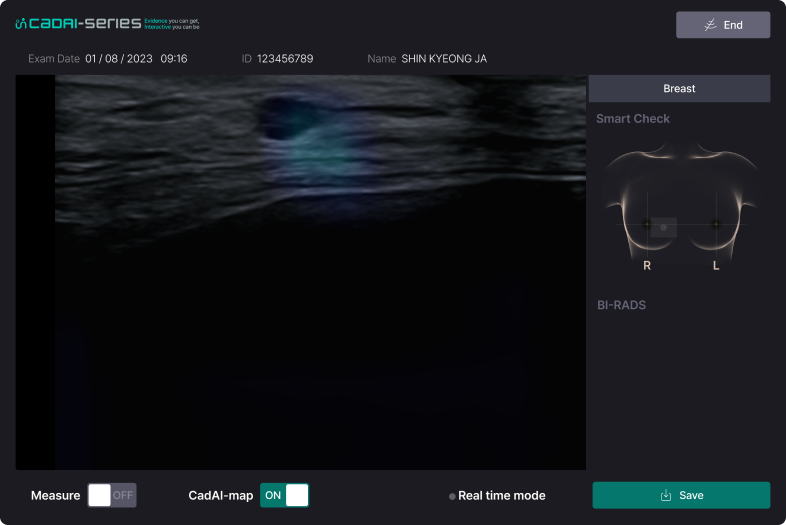 CADAI-SERIES Evidence you can get,
Interactive you can be
End
Exam Date 01 / 08 / 2023 09:16 ID 123456789 Name SHIN KYEONG JA
Breast
Smart Check
R L
BI-RADS
Measure OFF CadAI-map ON Real time mode Save